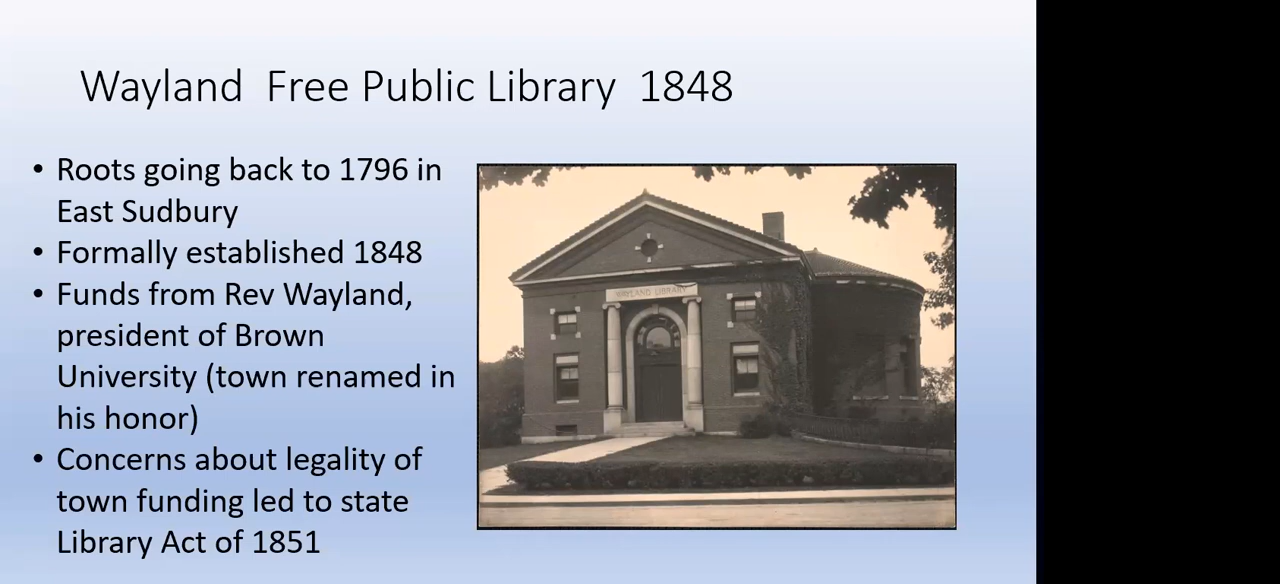 Wayland  Free Public Library  1848
• Roots going back to 1796 in
East Sudbury
• Formally established 1848
• Funds from Rev Wayland,
president of Brown
University (town renamed in
his honor)
• Concerns about legality of
town funding led to state
Library Act of 1851
WAYLAND LIBRARY